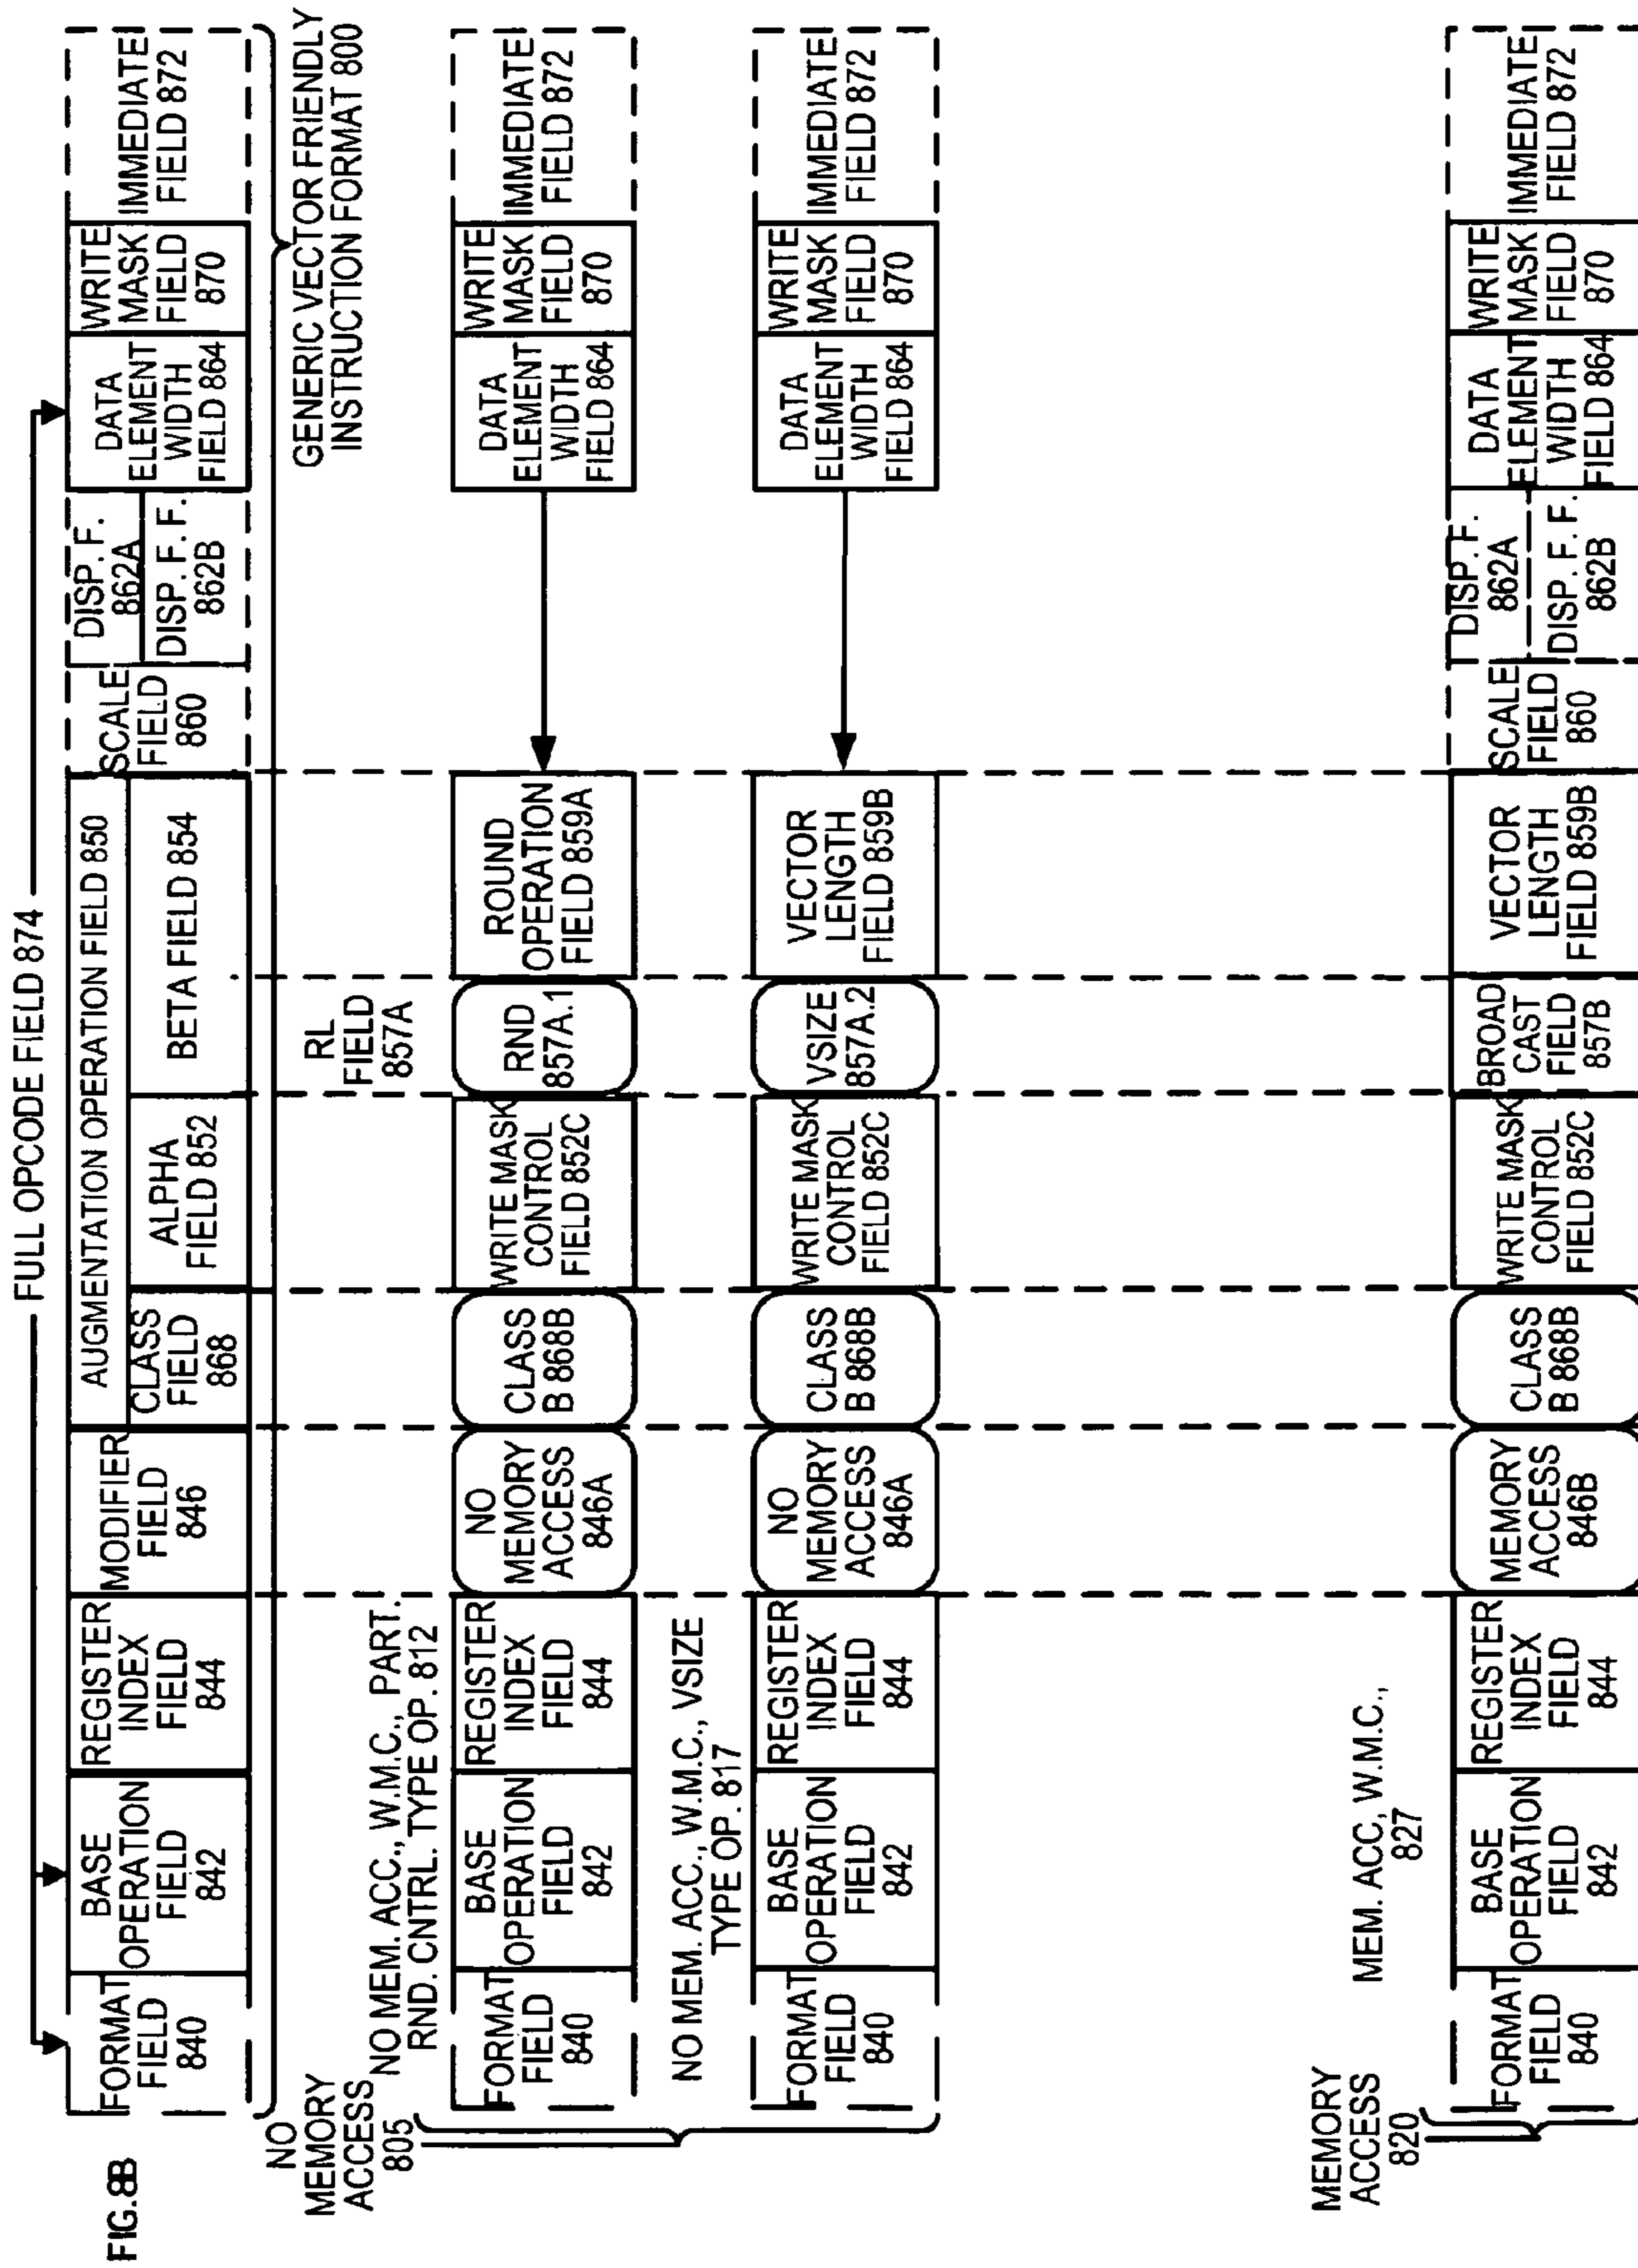 FIG.8B
FULL OPCODE FIELD 874
FORMAT
FIELD
840
BASE
OPERATION
FIELD
842
REGISTER
INDEX
FIELD
844
MODIFIER
FIELD
846
AUGMENTATION OPERATION FIELD 850
CLASS
FIELD
868
ALPHA
FIELD 852
BETA FIELD 854
SCALE
FIELD
860
DISP. F.
862A
DISP. F. F.
862B
DATA
ELEMENT
WIDTH
FIELD 864
WRITE
MASK
FIELD
870
IMMEDIATE
FIELD 872
GENERIC VECTOR FRIENDLY
INSTRUCTION FORMAT 800
NO
MEMORY
ACCESS
805
NO MEM. ACC., W.M.C., PART.
RND. CNTRL. TYPE OP. 812
RL
FIELD
857A
FORMAT
FIELD
840
BASE
OPERATION
FIELD
842
REGISTER
INDEX
FIELD
844
NO
MEMORY
ACCESS
846A
CLASS
B 868B
WRITE MASK
CONTROL
FIELD 852C
RND
857A.1
ROUND
OPERATION
FIELD 859A
DATA
ELEMENT
WIDTH
FIELD 864
WRITE
MASK
FIELD
870
IMMEDIATE
FIELD 872
NO MEM. ACC., W.M.C., VSIZE
TYPE OP. 817
FORMAT
FIELD
840
BASE
OPERATION
FIELD
842
REGISTER
INDEX
FIELD
844
NO
MEMORY
ACCESS
846A
CLASS
B 868B
WRITE MASK
CONTROL
FIELD 852C
VSIZE
857A.2
VECTOR
LENGTH
FIELD 859B
DATA
ELEMENT
WIDTH
FIELD 864
WRITE
MASK
FIELD
870
IMMEDIATE
FIELD 872
MEMORY
ACCESS
820
MEM. ACC, W.M.C.,
827
FORMAT
FIELD
840
BASE
OPERATION
FIELD
842
REGISTER
INDEX
FIELD
844
MEMORY
ACCESS
846B
CLASS
B 868B
WRITE MASK
CONTROL
FIELD 852C
BROAD
CAST
FIELD
857B
VECTOR
LENGTH
FIELD 859B
SCALE
FIELD
860
DISP. F.
862A
DISP. F. F.
862B
DATA
ELEMENT
WIDTH
FIELD 864
WRITE
MASK
FIELD
870
IMMEDIATE
FIELD 872